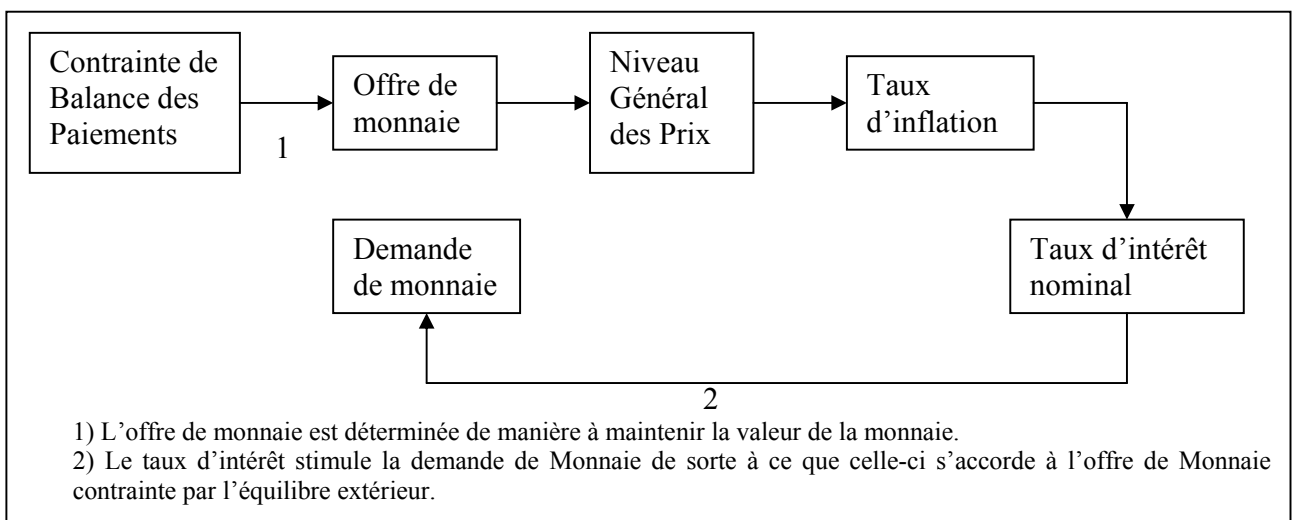 Contrainte de
Balance des
Paiements
1
Offre de
monnaie
Niveau
Général
des Prix
Taux
d’inflation
Demande
de monnaie
Taux d’intérêt
nominal
2
1) L’offre de monnaie est déterminée de manière à maintenir la valeur de la monnaie.
2) Le taux d’intérêt stimule la demande de Monnaie de sorte à ce que celle-ci s’accorde à l’offre de Monnaie
contrainte par l’équilibre extérieur.